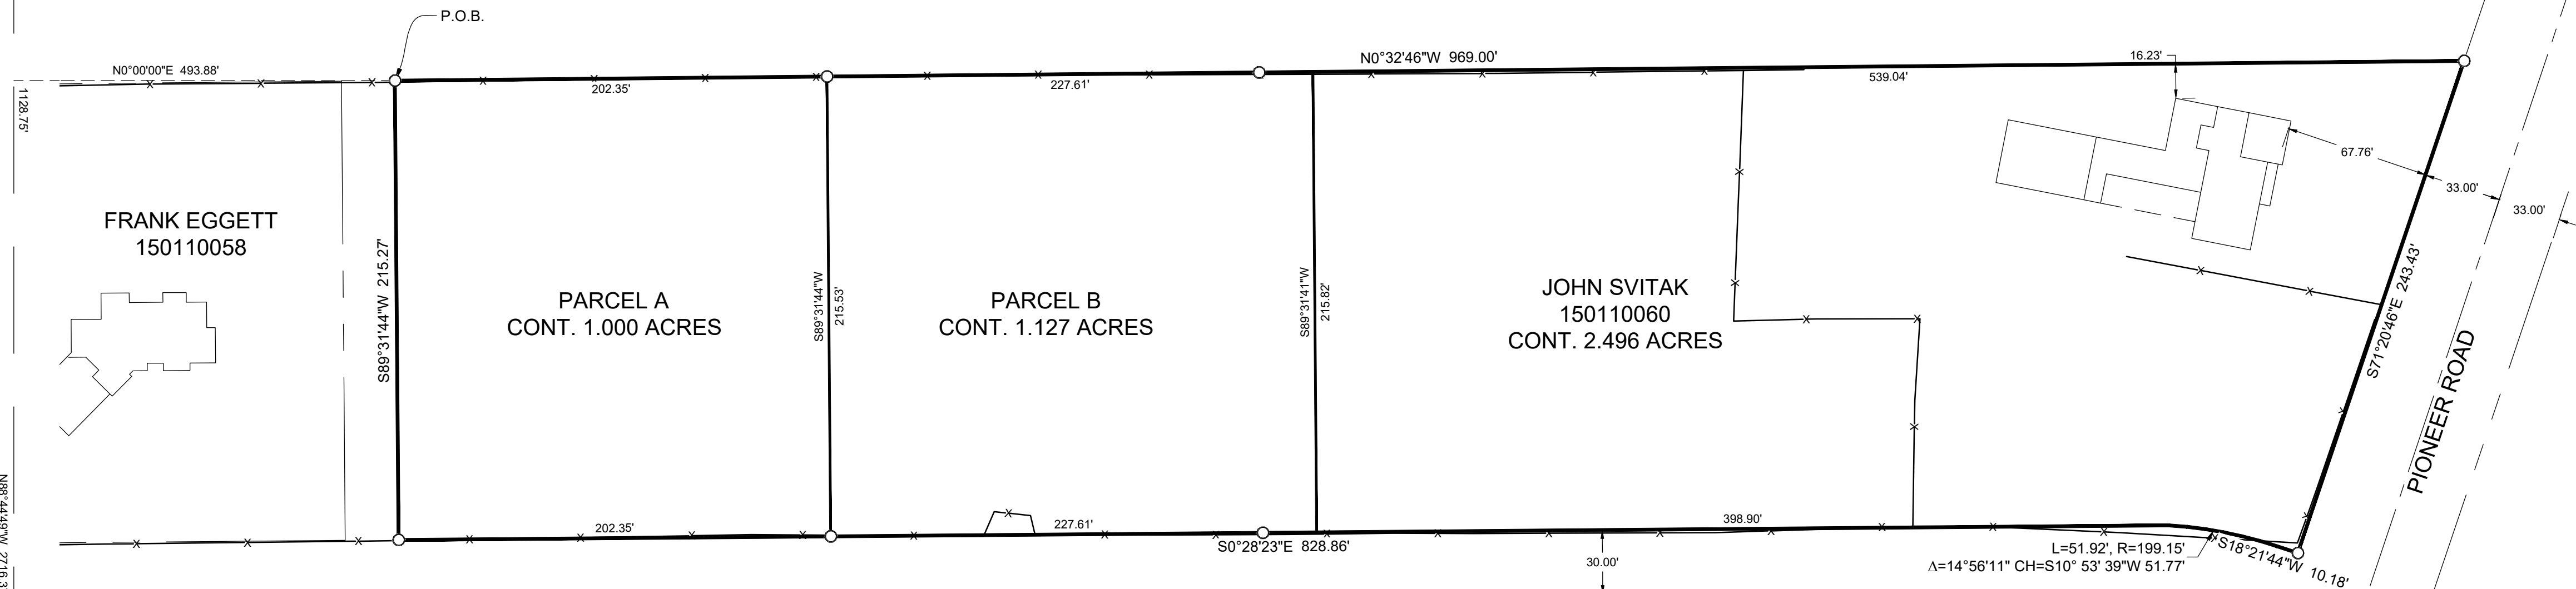 P.O.B.
N0°00'00"E 493.88'
1128.75'
N0°32'46"W 969.00'
16.23'
202.35'
227.61'
539.04'
67.76'
33.00'
33.00'
FRANK EGGETT
150110058
S89°31'44"W 215.27'
PARCEL A
CONT. 1.000 ACRES
S89°31'44"W
215.53'
PARCEL B
CONT. 1.127 ACRES
S89°31'41"W
215.82'
JOHN SVITAK
150110060
CONT. 2.496 ACRES
S71°20'46"E 243.43'
PIONEER ROAD
N88°44'49"W 2716.3
202.35'
227.61'
398.90'
S0°28'23"E 828.86'
30.00'
L=51.92', R=199.15'
Δ=14°56'11" CH=S10° 53' 39"W 51.77'
S18°21'44"W 10.18'